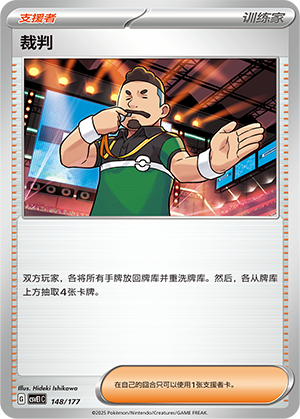 支援者 训练家
裁判
双方玩家，各将所有手牌放回牌库并重洗牌库。然后，各从牌库
上方抽取4张卡牌。
Illus. Hideki Ishikawa
在自己的回合只可以使用1张支援者卡。
G 148/177
©2025 Pokémon/Nintendo/Creatures/GAME FREAK.